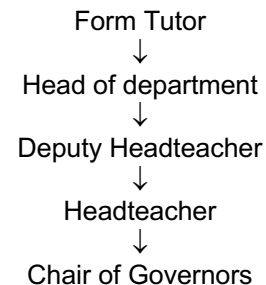 Form Tutor
↓
Head of department
↓
Deputy Headteacher
↓
Headteacher
↓
Chair of Governors